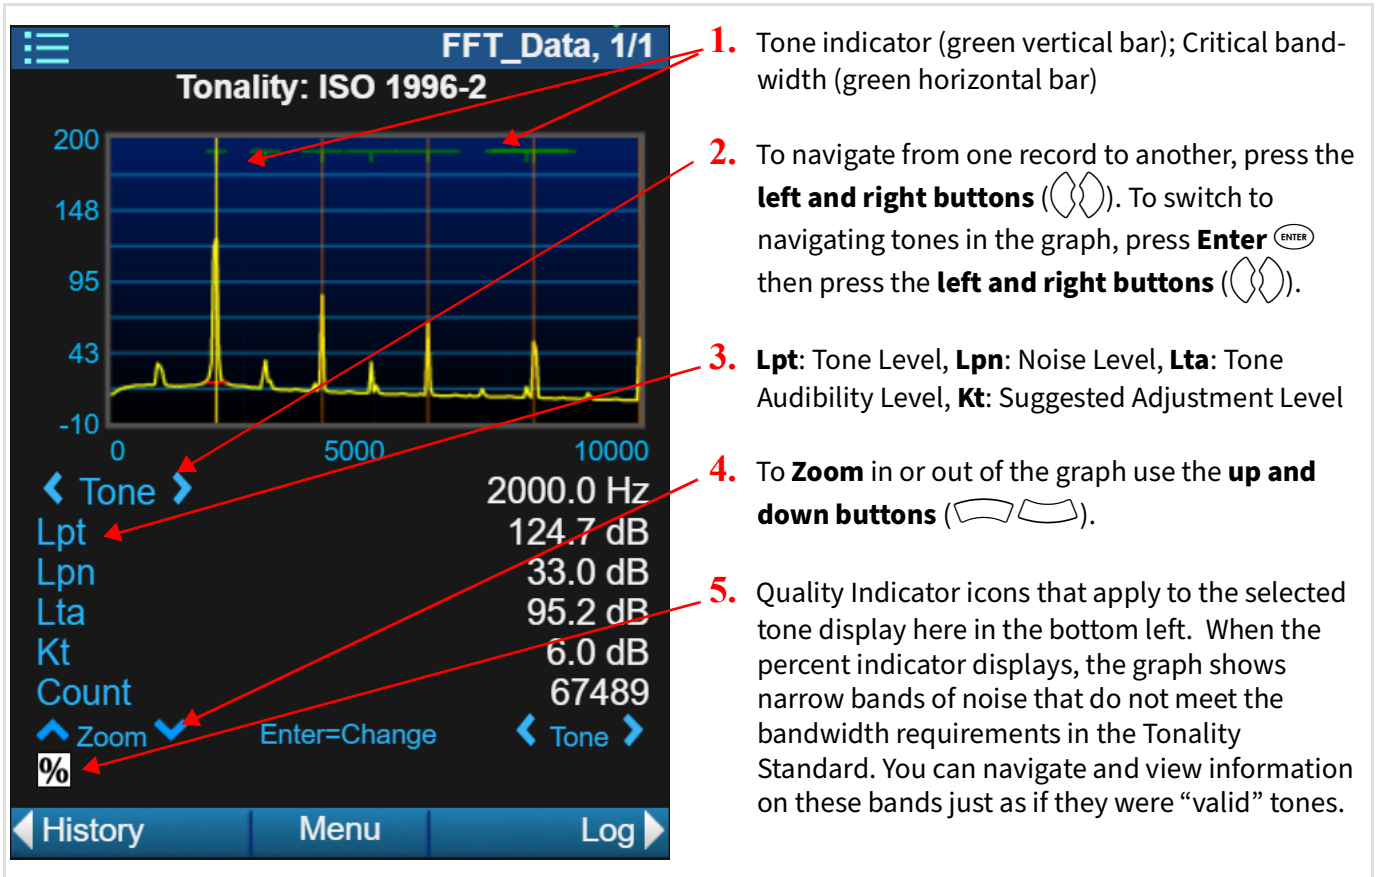 FFT_Data, 1/1
Tonality: ISO 1996-2
200
148
95
43
-10
0 5000 10000
Tone 2000.0 Hz
Lpt 124.7 dB
Lpn 33.0 dB
Lta 95.2 dB
Kt 6.0 dB
Count 67489
Zoom Enter=Change Tone
%
History Menu Log
1. Tone indicator (green vertical bar); Critical band-
width (green horizontal bar)
2. To navigate from one record to another, press the
left and right buttons (). To switch to
navigating tones in the graph, press Enter ENTER
then press the left and right buttons ().
3. Lpt: Tone Level, Lpn: Noise Level, Lta: Tone
Audibility Level, Kt: Suggested Adjustment Level
4. To Zoom in or out of the graph use the up and
down buttons ().
5. Quality Indicator icons that apply to the selected
tone display here in the bottom left. When the
percent indicator displays, the graph shows
narrow bands of noise that do not meet the
bandwidth requirements in the Tonality
Standard. You can navigate and view information
on these bands just as if they were “valid” tones.